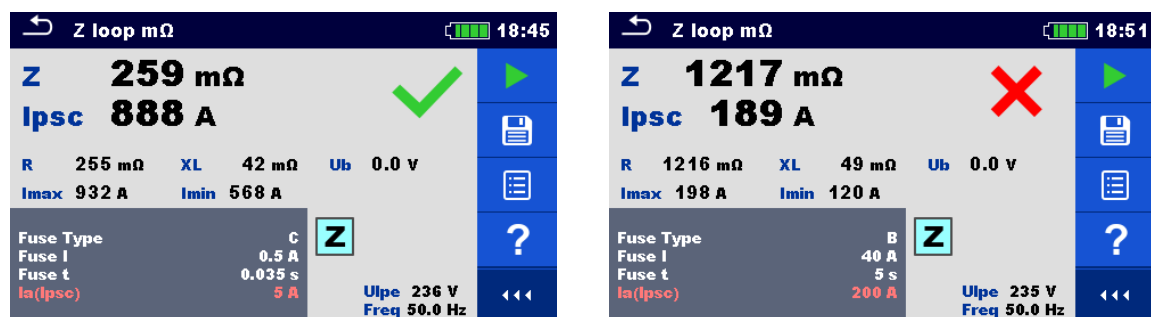 Z loop mΩ 18:45
Z 259 mΩ
Ipsc 888 A
R 255 mΩ XL 42 mΩ Ub 0.0 V
Imax 932 A Imin 568 A
Fuse Type C
Fuse I 0.5 A
Fuse t 0.035 s
Ia(Ipsc) 5 A
Z
Ulpe 236 V
Freq 50.0 Hz
?
Z loop mΩ 18:51
Z 1217 mΩ
Ipsc 189 A
R 1216 mΩ XL 49 mΩ Ub 0.0 V
Imax 198 A Imin 120 A
Fuse Type B
Fuse I 40 A
Fuse t 5 s
Ia(Ipsc) 200 A
Z
Ulpe 235 V
Freq 50.0 Hz
?